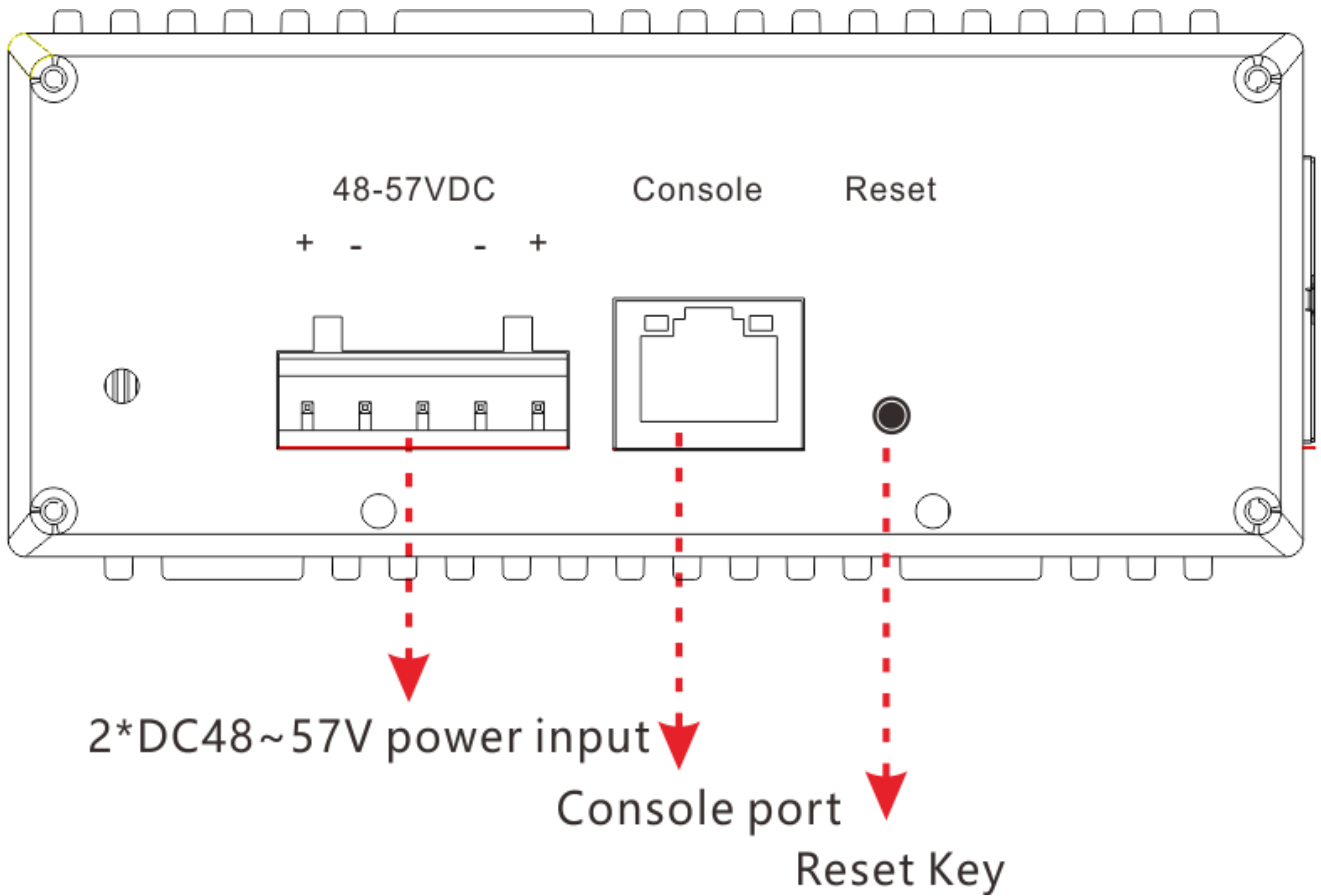 48-57VDC Console Reset
+ - - +
2*DC48~57V power input
Console port
Reset Key